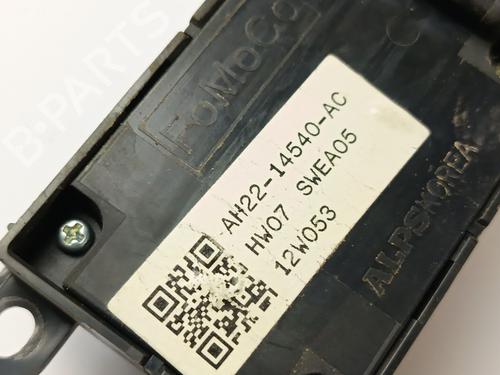 B-PARTS
FoMoCo
AH22-14540-AC
HW07 SWEA05
12W053
ALPSKOREA